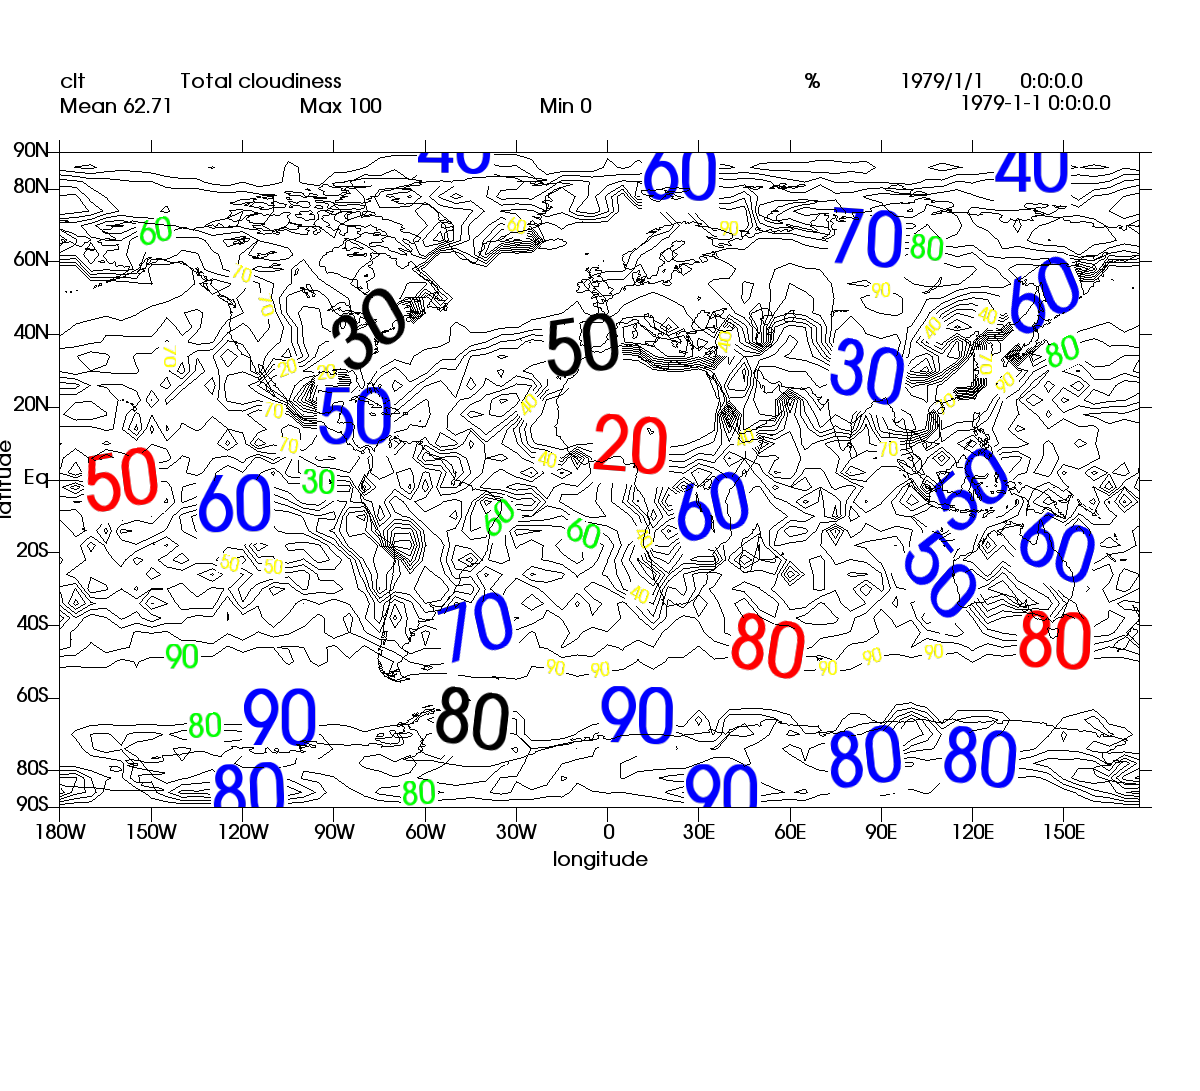 clt Total cloudiness % 1979/1/1 0:0:0.0
Mean 62.71 Max 100 Min 0 1979-1-1 0:0:0.0
90N
40 60 40
80N
60 60 90 70 80
60N
70 90 60
70 30 50
40N
40 40 40 80
70 20 20 30 70 90
50
20N
70 40 30
70 20 30 70
50 40
Eq
60 30 60 50
60 60 40 60
20S
50 50 50
40 50
70 80 80
40S
90 90 90 90 90 90
60S
80 90 80 90 80 80
80S
80 80 90
90S
180W 150W 120W 90W 60W 30W 0 30E 60E 90E 120E 150E
longitude
latitude